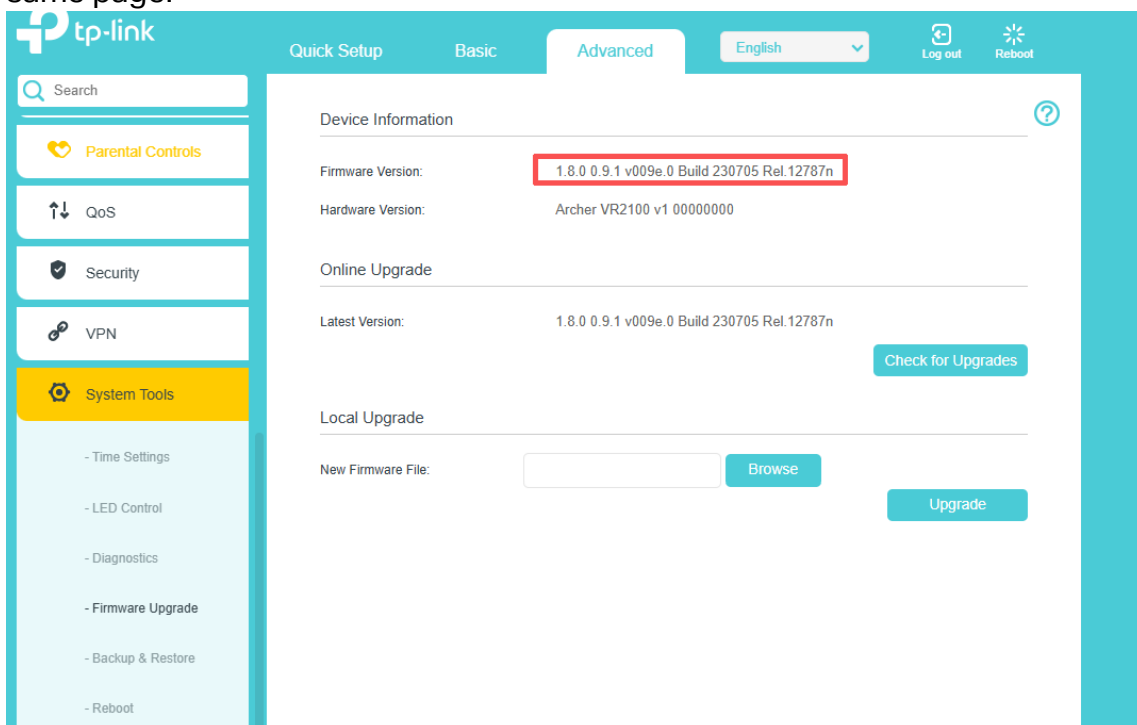 same page.
tp-link
Quick Setup Basic Advanced English Log out Reboot
Search
Parental Controls
QoS
Security
VPN
System Tools
- Time Settings
- LED Control
- Diagnostics
- Firmware Upgrade
- Backup & Restore
- Reboot
Device Information
Firmware Version: 1.8.0 0.9.1 v009e.0 Build 230705 Rel.12787n
Hardware Version: Archer VR2100 v1 00000000
Online Upgrade
Latest Version: 1.8.0 0.9.1 v009e.0 Build 230705 Rel.12787n
Check for Upgrades
Local Upgrade
New Firmware File: Browse
Upgrade